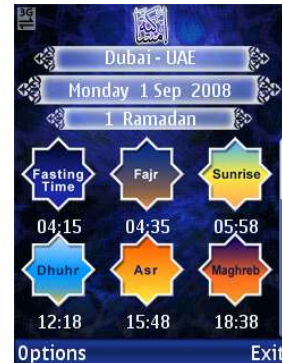 3G
Dubai - UAE
Monday 1 Sep 2008
1 Ramadan
Fasting Time
Fajr
Sunrise
04:15
04:35
05:58
Dhuhr
Asr
Maghreb
12:18
15:48
18:38
Options
Exit